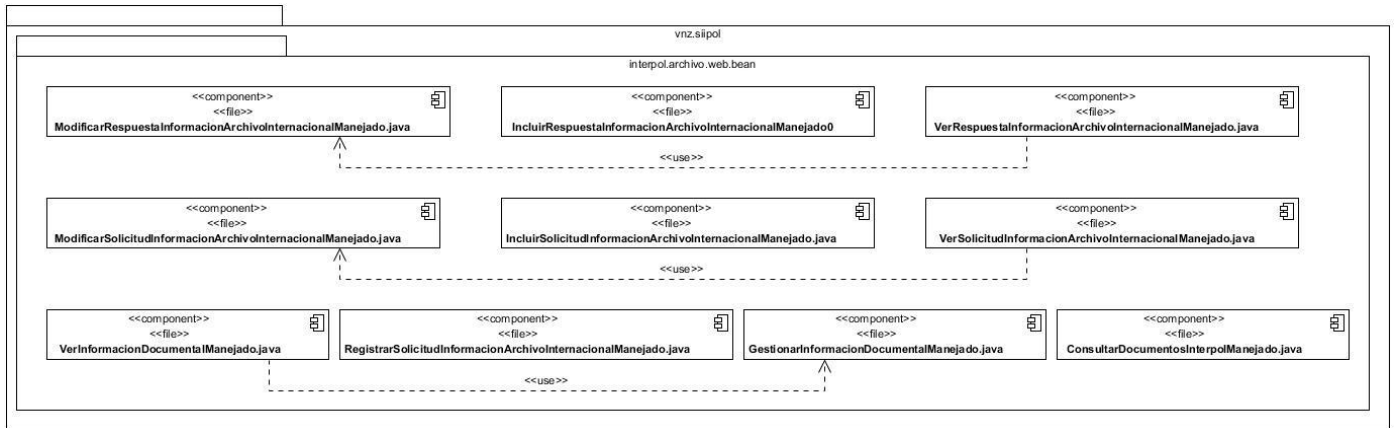 vnz.siipol
interpol.archivo.web.bean
<<component>>
<<file>>
ModificarRespuestaInformacionArchivoInternacionalManejado.java
<<component>>
<<file>>
IncluirRespuestaInformacionArchivoInternacionalManejado0
<<component>>
<<file>>
VerRespuestaInformacionArchivoInternacionalManejado.java
<<use>>
<<component>>
<<file>>
ModificarSolicitudInformacionArchivoInternacionalManejado.java
<<component>>
<<file>>
IncluirSolicitudInformacionArchivoInternacionalManejado.java
<<component>>
<<file>>
VerSolicitudInformacionArchivoInternacionalManejado.java
<<use>>
<<component>>
<<file>>
VerInformacionDocumentalManejado.java
<<component>>
<<file>>
RegistrarSolicitudInformacionArchivoInternacionalManejado.java
<<component>>
<<file>>
GestionarInformacionDocumentalManejado.java
<<component>>
<<file>>
ConsultarDocumentosInterpolManejado.java
<<use>>